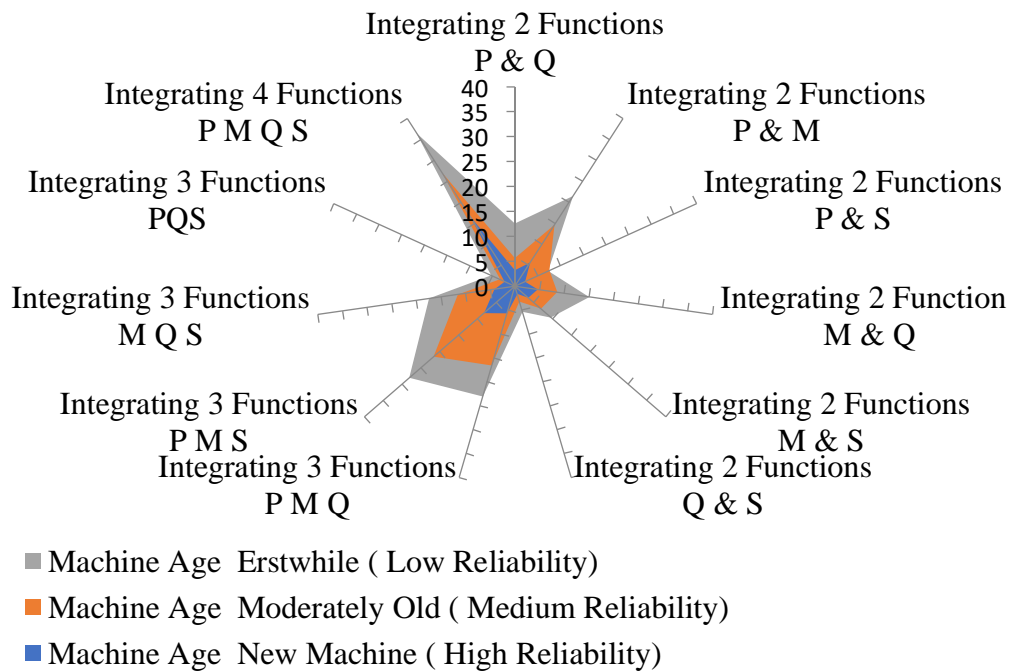 Integrating 2 Functions
P & Q
Integrating 2 Functions
P & M
Integrating 2 Functions
P & S
Integrating 2 Function
M & Q
Integrating 2 Functions
M & S
Integrating 2 Functions
Q & S
Integrating 3 Functions
P M Q
Integrating 3 Functions
P M S
Integrating 3 Functions
M Q S
Integrating 3 Functions
PQS
Integrating 4 Functions
P M Q S
40
35
30
25
20
15
10
5
0
Machine Age Erstwhile ( Low Reliability)
Machine Age Moderately Old ( Medium Reliability)
Machine Age New Machine ( High Reliability)